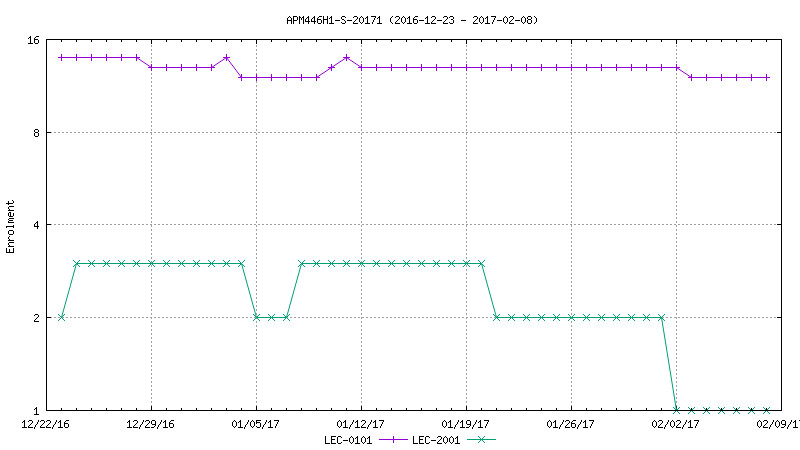 APM446H1-S-20171 (2016-12-23 - 2017-02-08)
16
8
4
2
1
Enrolment
12/22/16 12/29/16 01/05/17 01/12/17 01/19/17 01/26/17 02/02/17 02/09/1
LEC-0101 LEC-2001